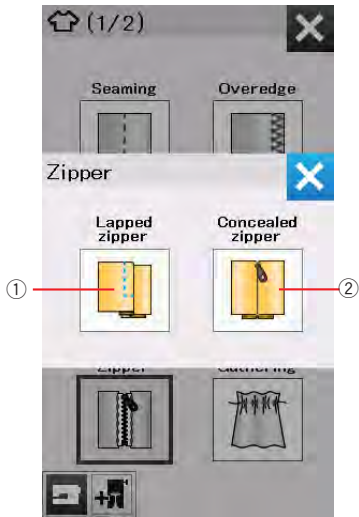 (1/2)
Seaming Overedge
Zipper
Lapped zipper
Concealed zipper
① ②
Zipper Gathering